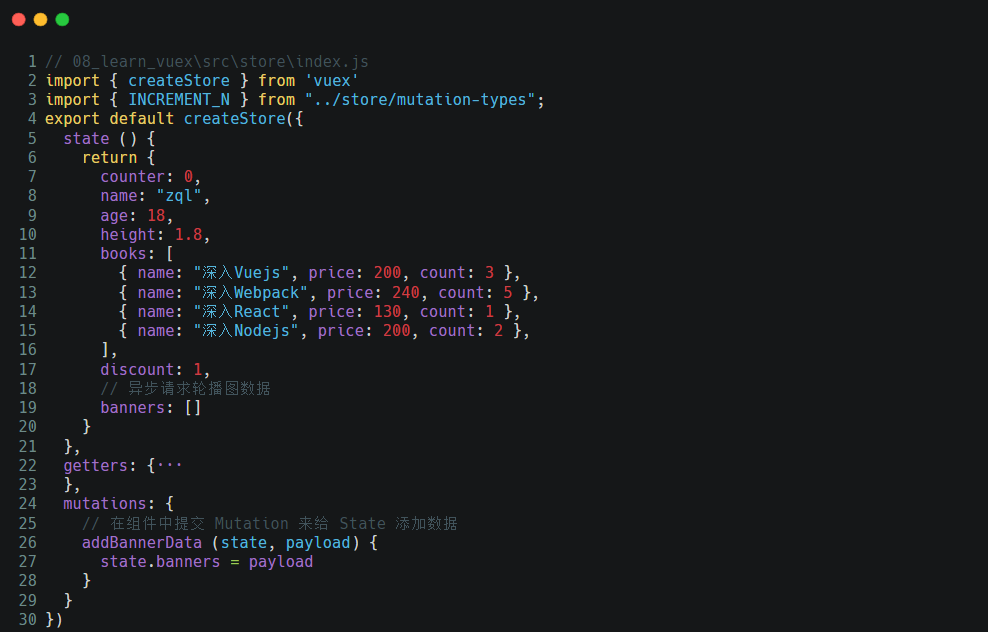 1 // 08_learn_vuex\src\store\index.js
2 import { createStore } from 'vuex'
3 import { INCREMENT_N } from "../store/mutation-types";
4 export default createStore({
5   state () {
6     return {
7       counter: 0,
8       name: "zql",
9       age: 18,
10       height: 1.8,
11       books: [
12         { name: "深入Vuejs", price: 200, count: 3 },
13         { name: "深入Webpack", price: 240, count: 5 },
14         { name: "深入React", price: 130, count: 1 },
15         { name: "深入Nodejs", price: 200, count: 2 },
16       ],
17       discount: 1,
18       // 异步请求轮播图数据
19       banners: []
20     }
21   },
22   getters: {···
23   },
24   mutations: {
25     // 在组件中提交 Mutation 来给 State 添加数据
26     addBannerData (state, payload) {
27       state.banners = payload
28     }
29   }
30 })